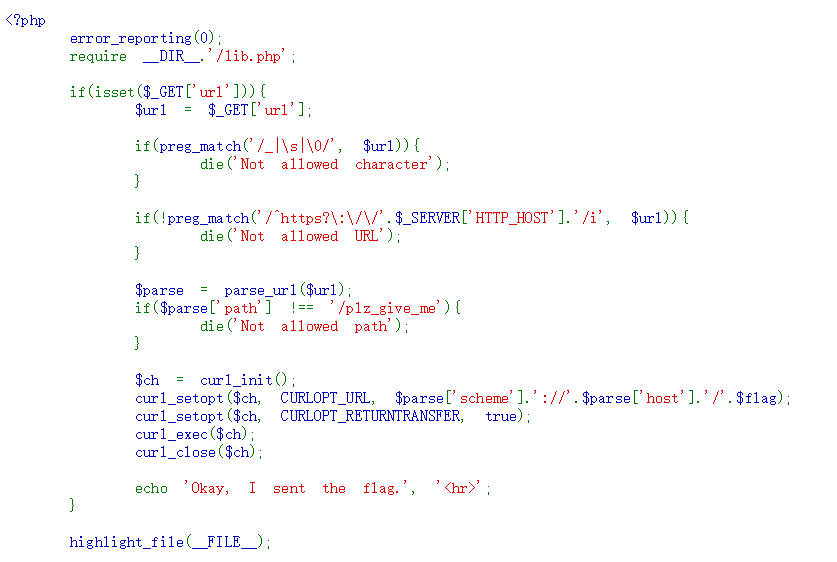 <?php
error_reporting(0);
require __DIR__.'/lib.php';
if(isset($_GET['url'])){
$url = $_GET['url'];
if(preg_match('/_|\s|\0/', $url)){
die('Not allowed character');
}
if(!preg_match('/^https?\:\/\/'.$_SERVER['HTTP_HOST'].'/i', $url)){
die('Not allowed URL');
}
$parse = parse_url($url);
if($parse['path'] !== '/plz_give_me'){
die('Not allowed path');
}
$ch = curl_init();
curl_setopt($ch, CURLOPT_URL, $parse['scheme'].'://'.$parse['host'].'/'.$flag);
curl_setopt($ch, CURLOPT_RETURNTRANSFER, true);
curl_exec($ch);
curl_close($ch);
echo 'Okay, I sent the flag.', '<hr>';
}
highlight_file(__FILE__);